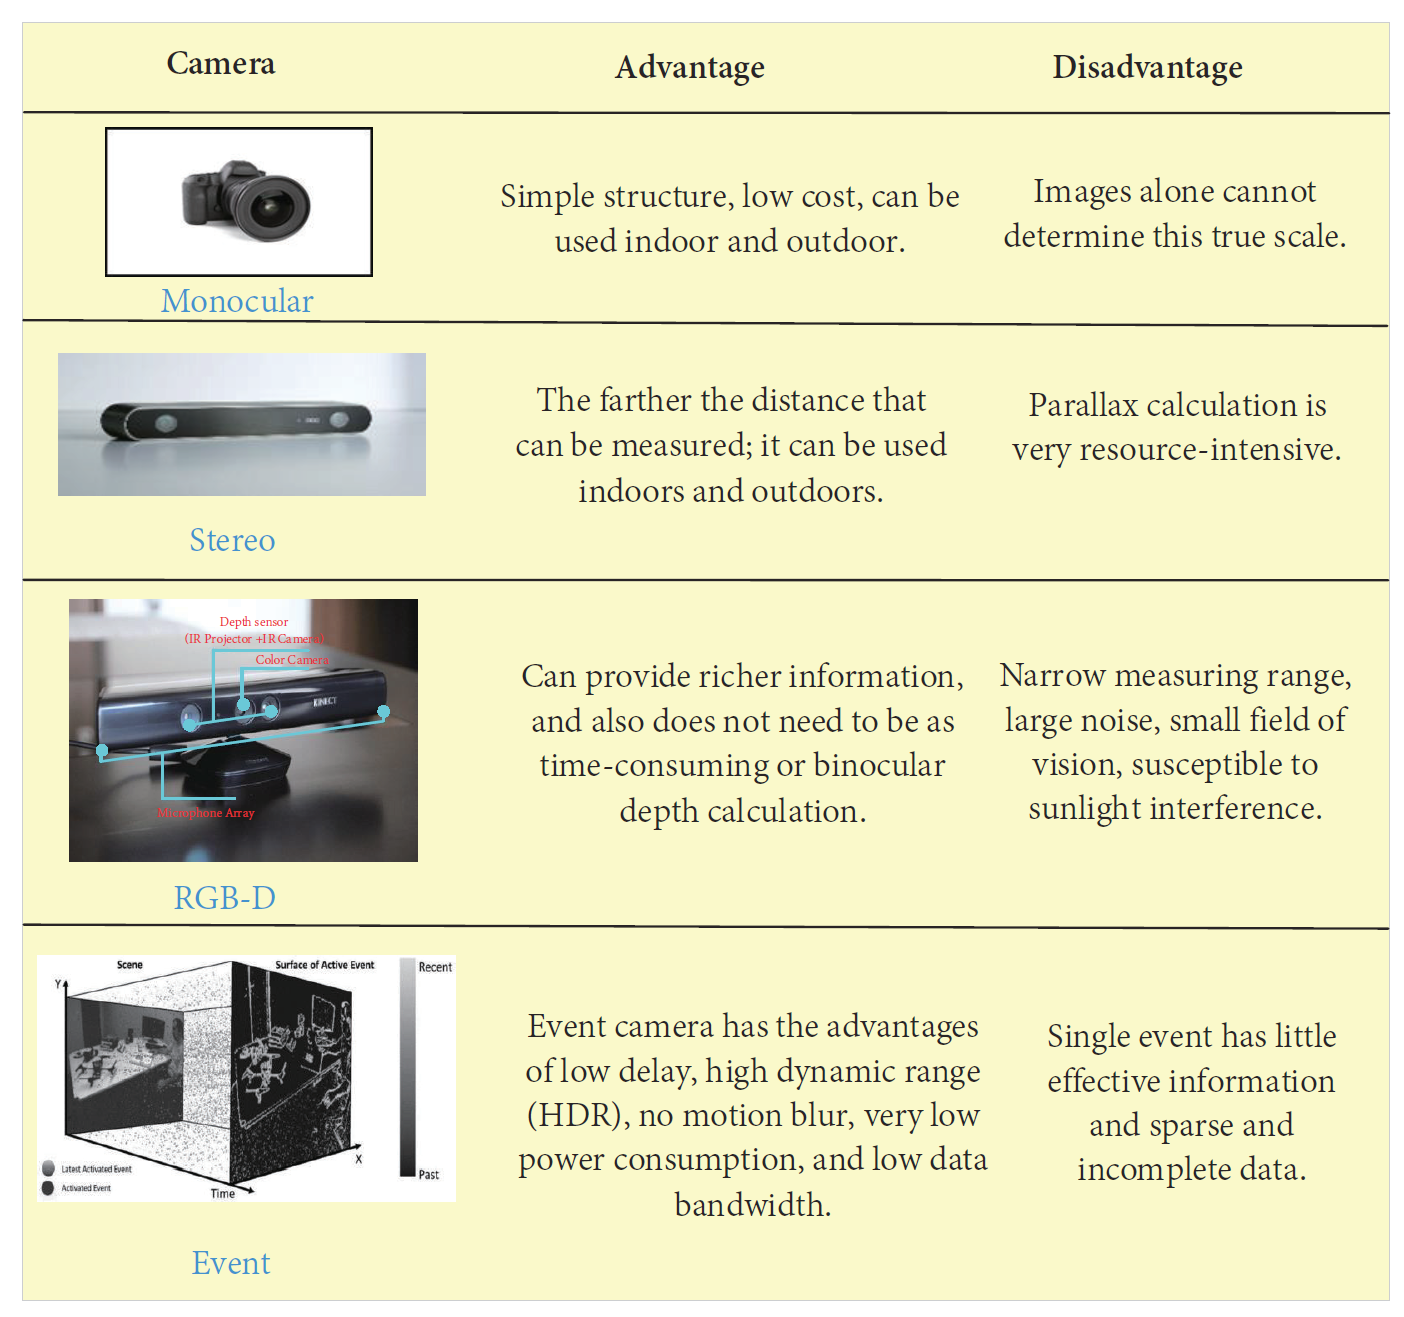 Camera
Advantage
Disadvantage
Monocular
Simple structure, low cost, can be
used indoor and outdoor.
Images alone cannot
determine this true scale.
Stereo
The farther the distance that
can be measured; it can be used
indoors and outdoors.
Parallax calculation is
very resource-intensive.
Depth sensor
(IR Projector +IR Camera)
Color Camera
KINECT
Microphone Array
RGB-D
Can provide richer information,
and also does not need to be as
time-consuming or binocular
depth calculation.
Narrow measuring range,
large noise, small field of
vision, susceptible to
sunlight interference.
Scene
Surface of Active Event
Recent
Y
X
Past
Latest Activated Event
Activated Event
Time
Event
Event camera has the advantages
of low delay, high dynamic range
(HDR), no motion blur, very low
power consumption, and low data
bandwidth.
Single event has little
effective information
and sparse and
incomplete data.